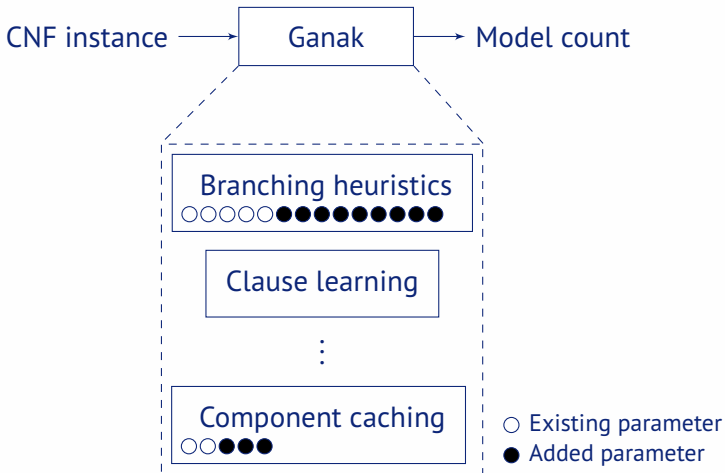 CNF instance
Ganak
Model count
Branching heuristics
Clause learning
Component caching
Existing parameter
Added parameter